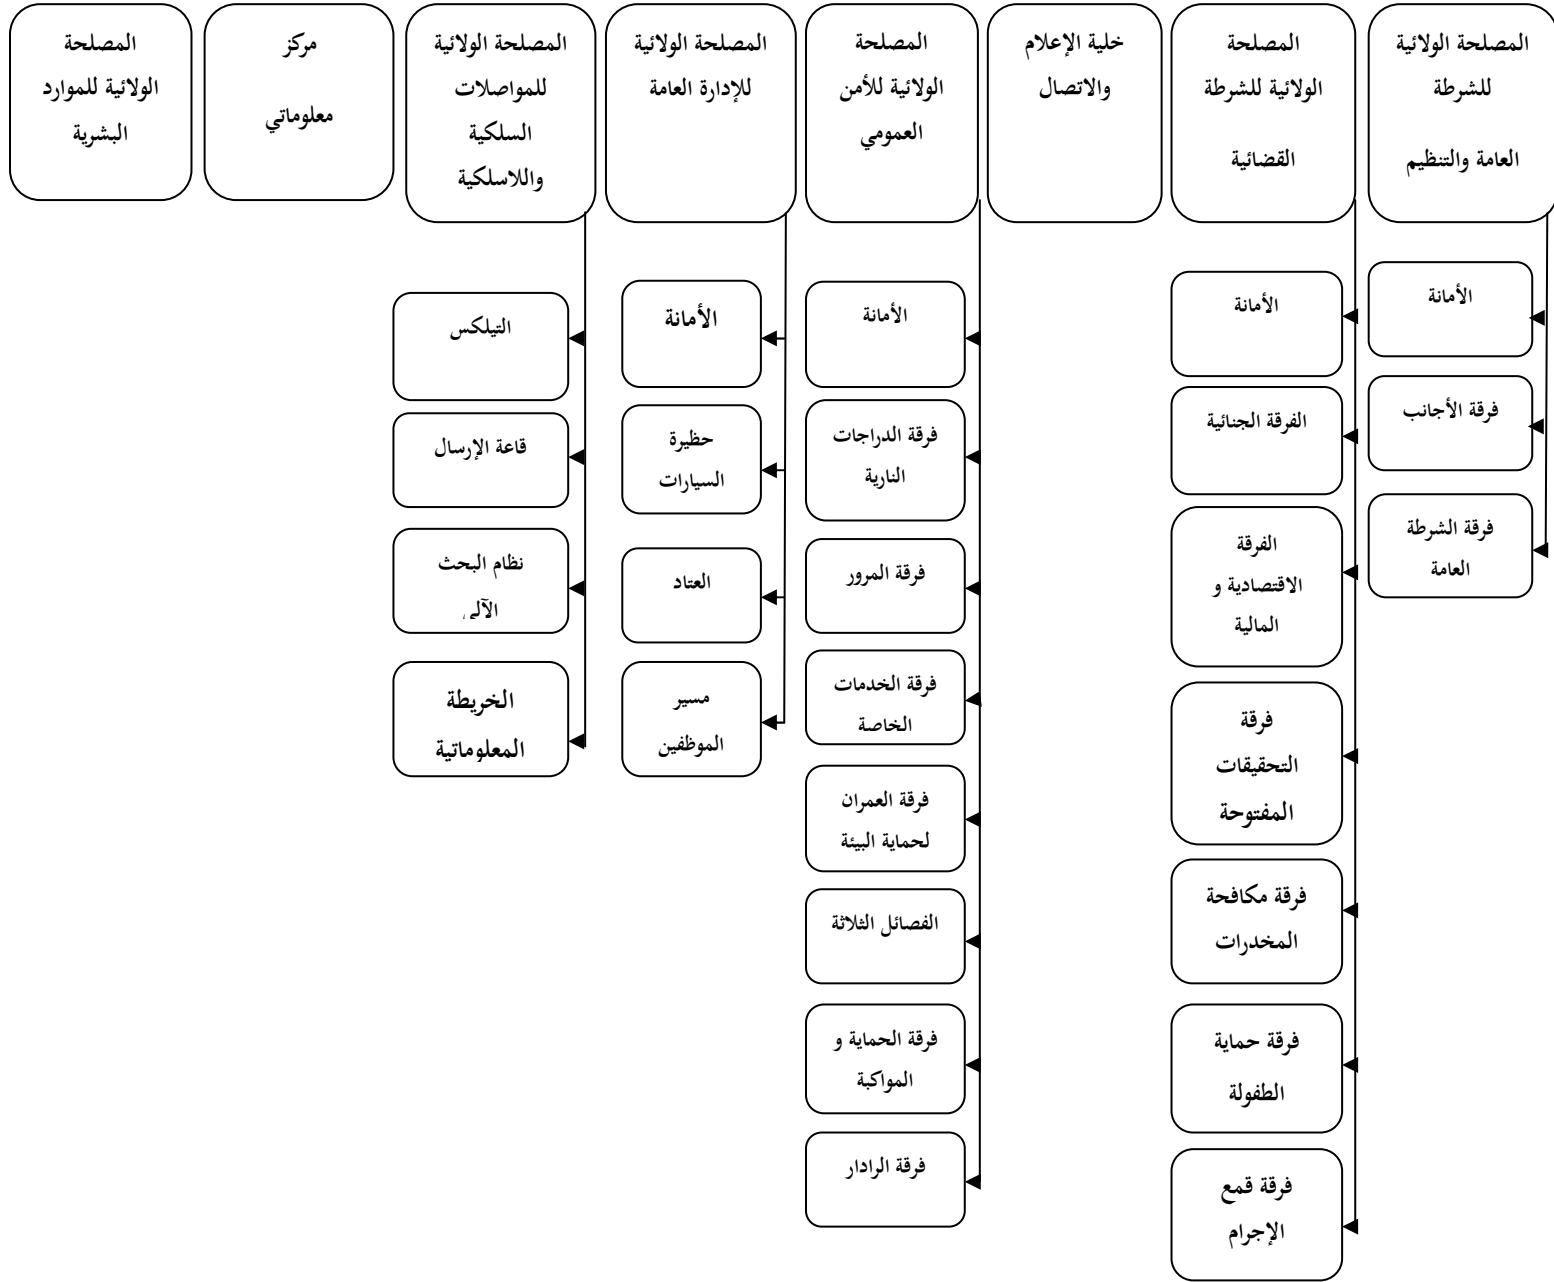 المصلحة الولائية
للشرطة
العامة والتنظيم
الأمانة
فرقة الأجانب
فرقة الشرطة
العامة
المصلحة
الولائية للشرطة
القضائية
الأمانة
الفرقة الجنائية
الفرقة
الاقتصادية و
المالية
فرقة
التحقيقات
المفتوحة
فرقة مكافحة
المخدرات
فرقة حماية
الطفولة
فرقة قمع
الإجرام
خلية الإعلام
والاتصال
المصلحة
الولائية للأمن
العمومي
الأمانة
فرقة الدراجات
النارية
فرقة المرور
فرقة الخدمات
الخاصة
فرقة العمران
لحماية البيئة
الفصائل الثلاثة
فرقة الحماية و
المواكبة
فرقة الرادار
المصلحة الولائية
للإدارة العامة
الأمانة
حظيرة
السيارات
العتاد
مسير
الموظفين
المصلحة الولائية
للمواصلات
السلكية
واللاسلكية
التيلكس
قاعة الإرسال
نظام البحث
الآلي
الخريطة
المعلوماتية
مركز
معلوماتي
المصلحة
الولائية للموارد
البشرية